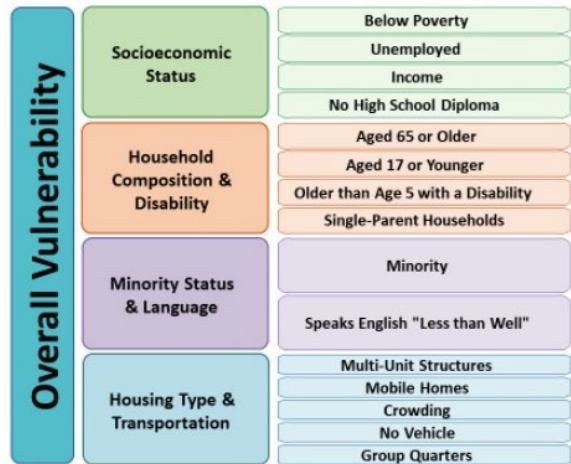 Overall Vulnerability
Socioeconomic
Status
Below Poverty
Unemployed
Income
No High School Diploma
Household
Composition &
Disability
Aged 65 or Older
Aged 17 or Younger
Older than Age 5 with a Disability
Single-Parent Households
Minority Status
& Language
Minority
Speaks English "Less than Well"
Housing Type &
Transportation
Multi-Unit Structures
Mobile Homes
Crowding
No Vehicle
Group Quarters